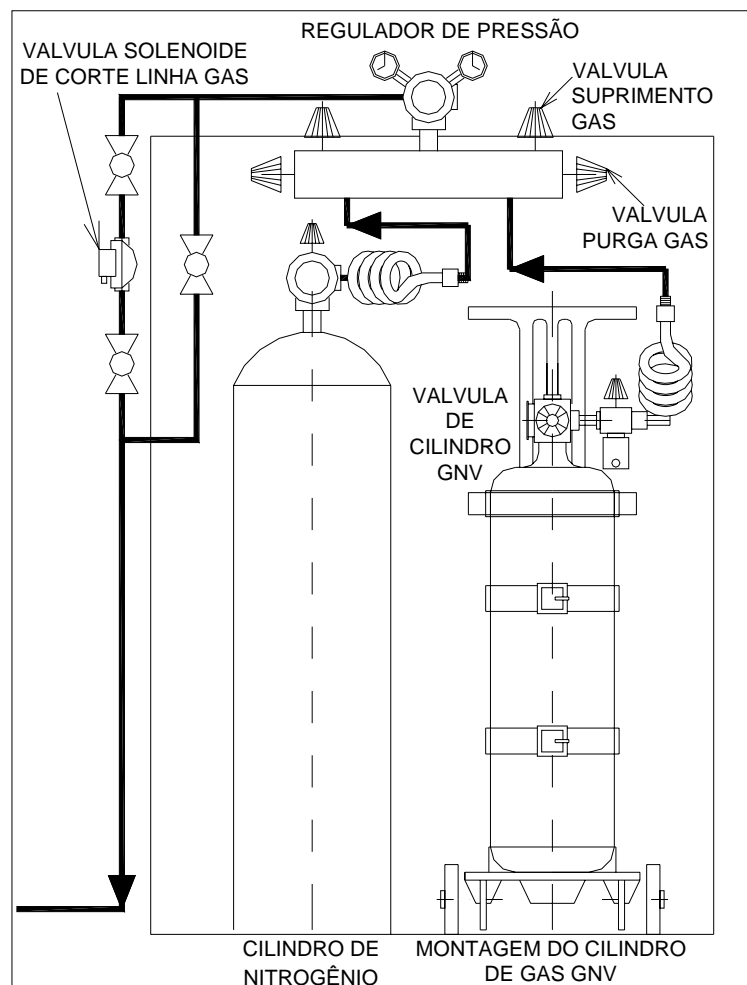 REGULADOR DE PRESSÃO
VALVULA SOLENOIDE
DE CORTE LINHA GAS
VALVULA
SUPRIMENTO
GAS
VALVULA
PURGA GAS
VALVULA
DE
CILINDRO
GNV
CILINDRO DE
NITROGÊNIO
MONTAGEM DO CILINDRO
DE GAS GNV